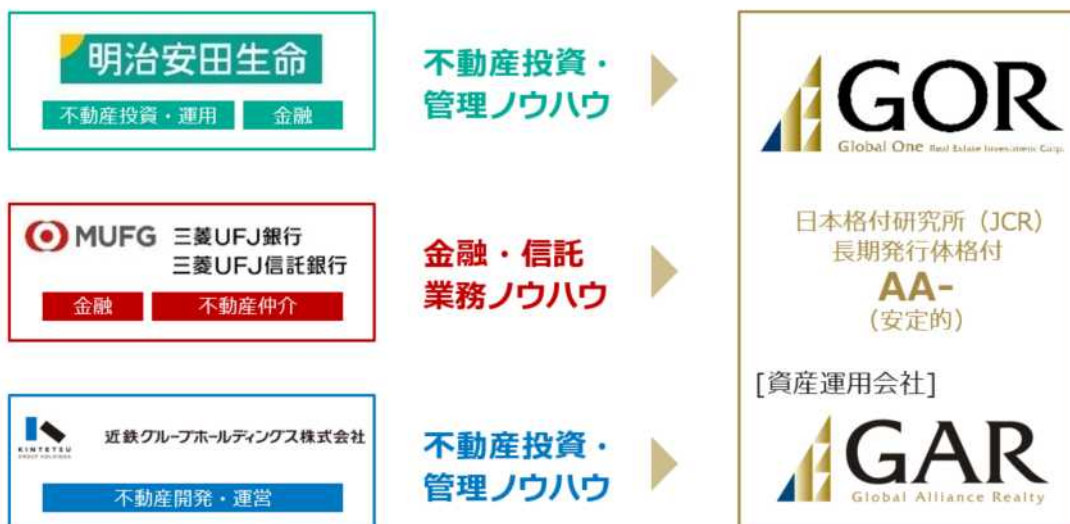 明治安田生命
不動産投資・運用
金融
不動産投資・
管理ノウハウ
MUFG
三菱UFJ銀行
三菱UFJ信託銀行
金融
不動産仲介
金融・信託
業務ノウハウ
KINTETSU
GROUP HOLDINGS
近鉄グループホールディングス株式会社
不動産開発・運営
不動産投資・
管理ノウハウ
GOR
Global One Real Estate Investment Corp.
日本格付研究所（JCR）
長期発行体格付
AA-
（安定的）
[資産運用会社]
GAR
Global Alliance Realty